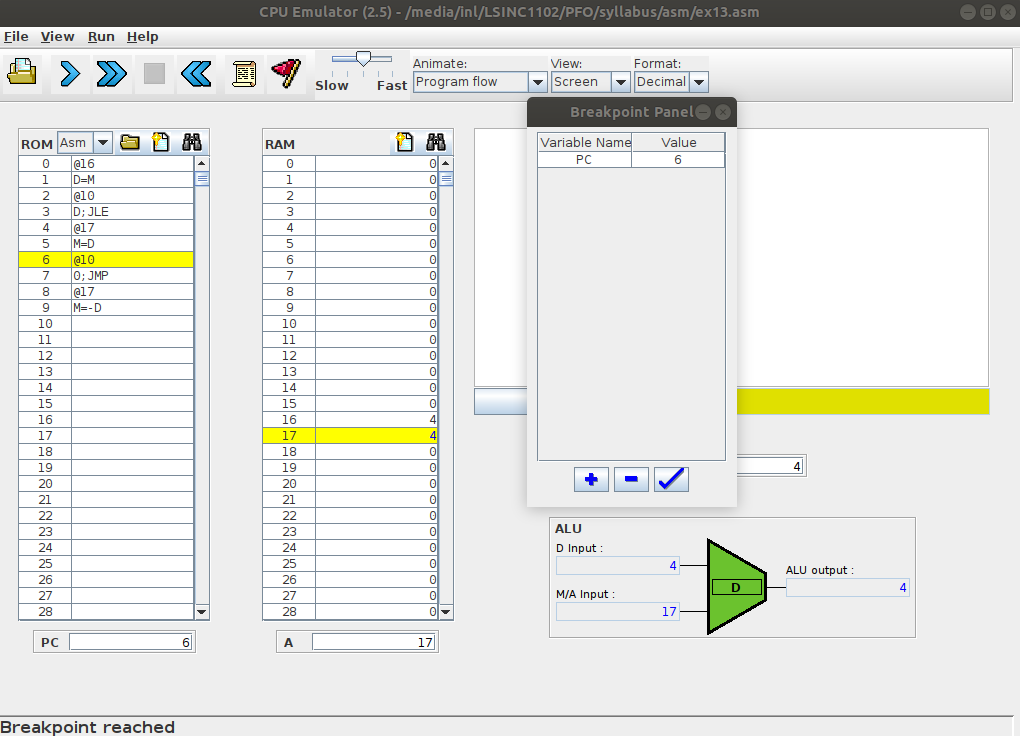 CPU Emulator (2.5) - /media/inl/LSINC1102/PFO/syllabus/asm/ex13.asm
File View Run Help
Slow Fast
Animate: View: Format:
Program flow Screen Decimal
Breakpoint Panel
Variable Name Value
PC 6
ROM Asm
0 @16
1 D=M
2 @10
3 D;JLE
4 @17
5 M=D
6 @10
7 0;JMP
8 @17
9 M=-D
10
11
12
13
14
15
16
17
18
19
20
21
22
23
24
25
26
27
28
PC 6
RAM
0 0
1 0
2 0
3 0
4 0
5 0
6 0
7 0
8 0
9 0
10 0
11 0
12 0
13 0
14 0
15 0
16 4
17 4
18 0
19 0
20 0
21 0
22 0
23 0
24 0
25 0
26 0
27 0
28 0
A 17
4
ALU
D Input :
4
M/A Input :
17
D
ALU output :
4
Breakpoint reached